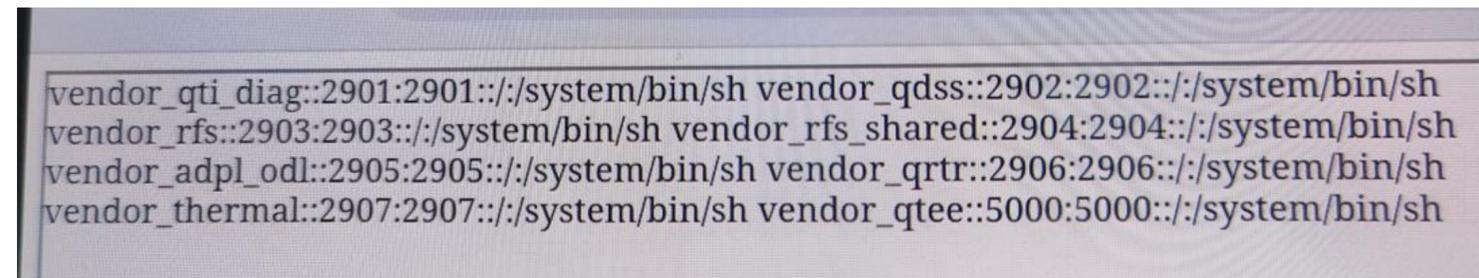 vendor_qti_diag::2901:2901::/:/system/bin/sh vendor_qdss::2902:2902::/:/system/bin/sh
vendor_rfs::2903:2903::/:/system/bin/sh vendor_rfs_shared::2904:2904::/:/system/bin/sh
vendor_adpl_odl::2905:2905::/:/system/bin/sh vendor_qrtr::2906:2906::/:/system/bin/sh
vendor_thermal::2907:2907::/:/system/bin/sh vendor_qtee::5000:5000::/:/system/bin/sh